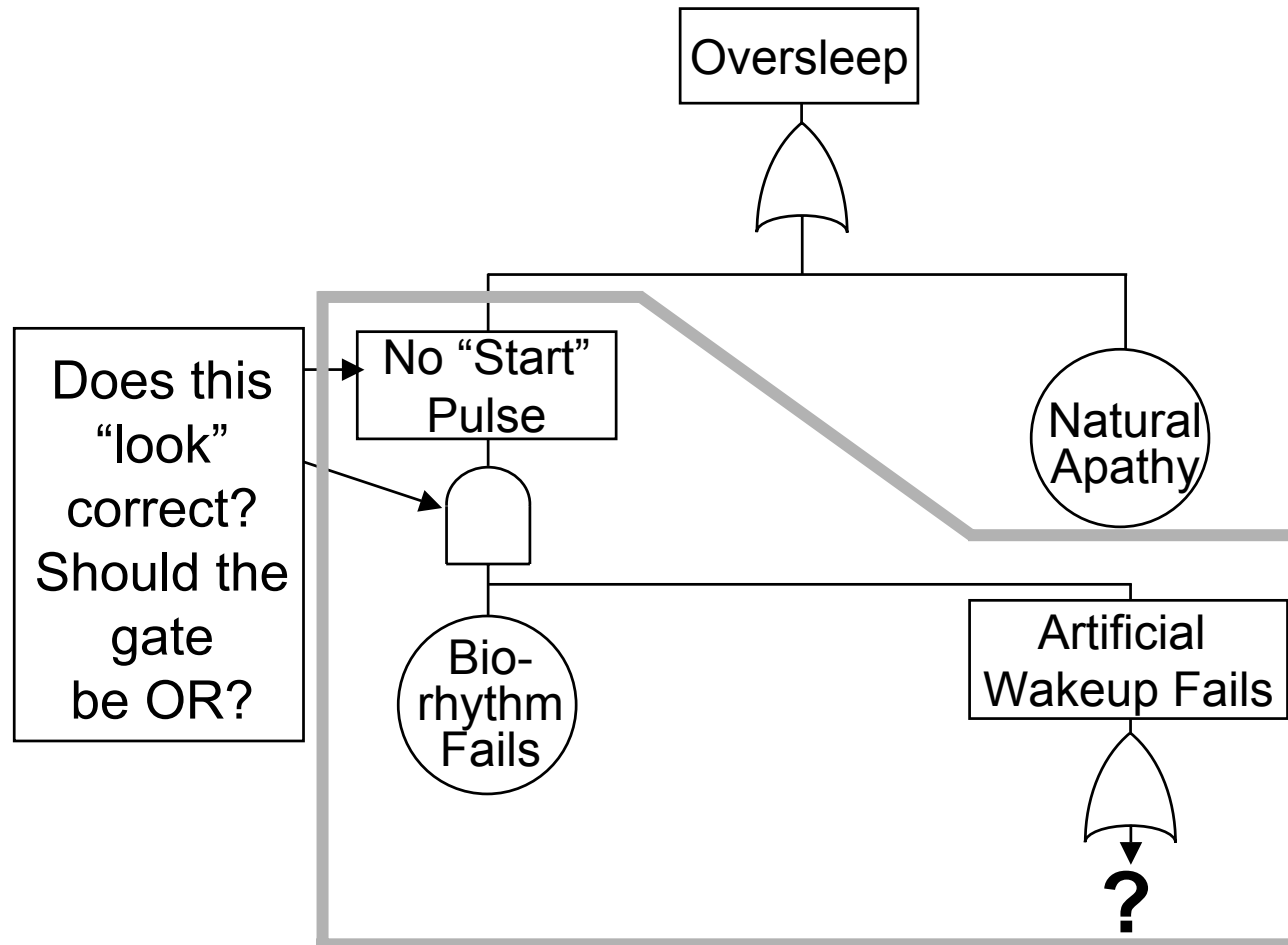 Oversleep
No “Start”
Pulse
Does this
“look”
correct?
Should the
gate
be OR?
Natural
Apathy
Bio-
rhythm
Fails
Artificial
Wakeup Fails
?